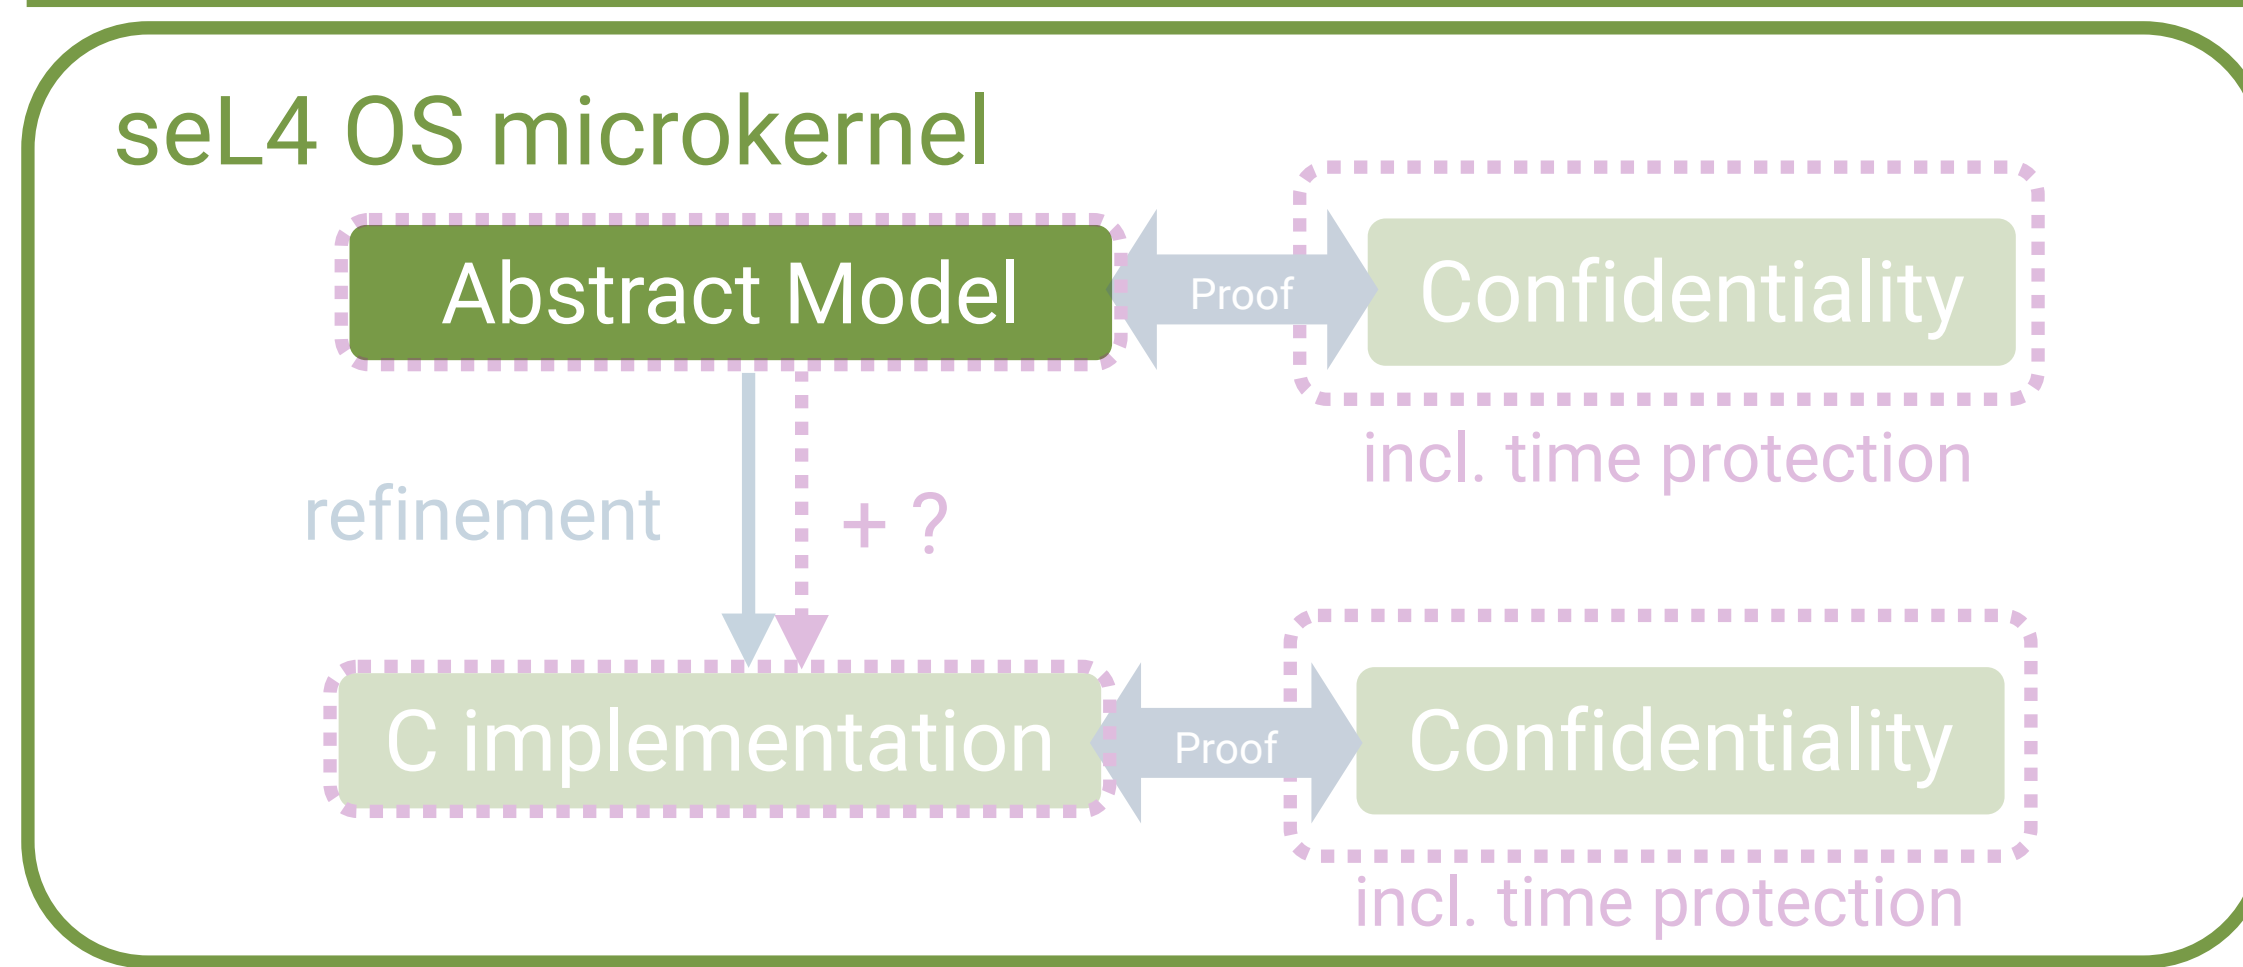 seL4 OS microkernel
Abstract Model
Proof
Confidentiality
incl. time protection
refinement
+ ?
C implementation
Proof
Confidentiality
incl. time protection